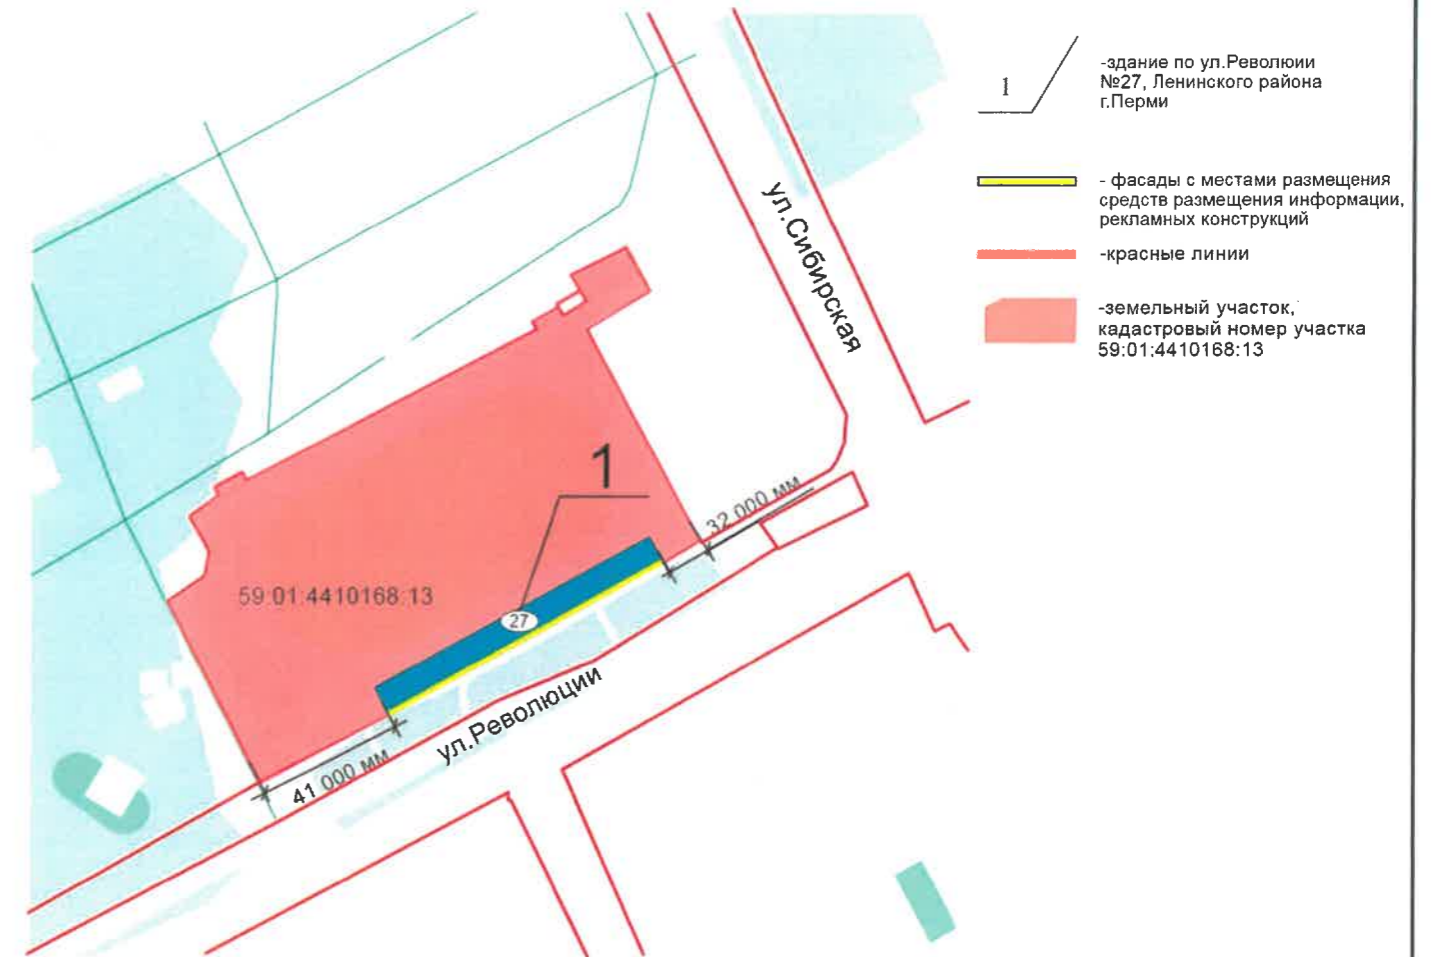 1
-здание по ул.Революии
№27, Ленинского района
г.Перми
- фасады с местами размещения
средств размещения информации,
рекламных конструкций
-красные линии
-земельный участок,
кадастровый номер участка
59:01:4410168:13
ул.Сибирская
1
32 000 мм
59:01:4410168:13
27
ул.Революции
41 000 мм